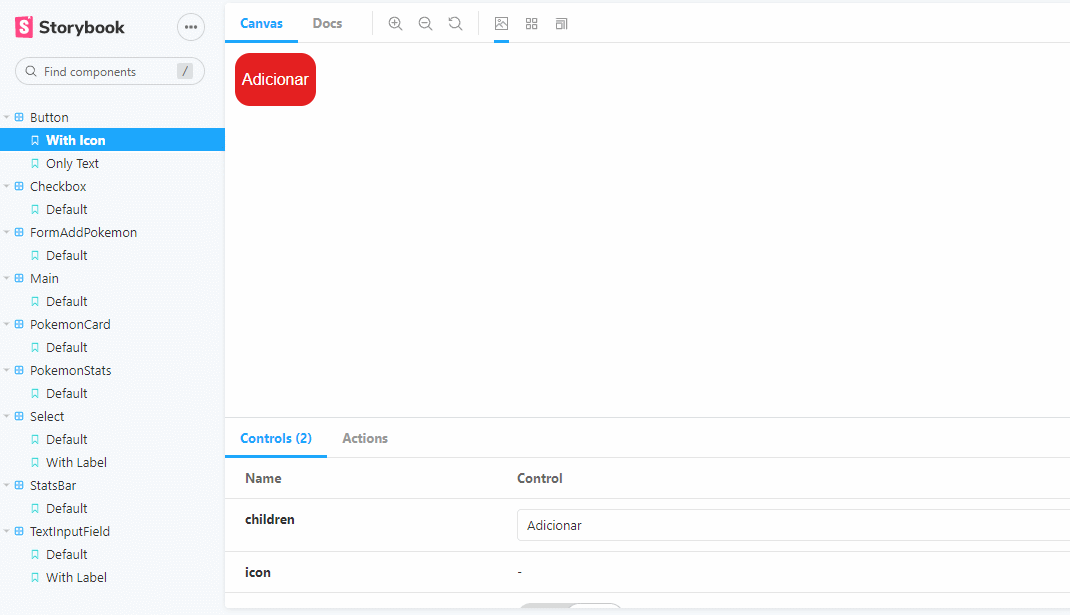 Storybook
Find components /
Button
With Icon
Only Text
Checkbox
Default
FormAddPokemon
Default
Main
Default
PokemonCard
Default
PokemonStats
Default
Select
Default
With Label
StatsBar
Default
TextInputField
Default
With Label
Canvas Docs
Adicionar
Controls (2) Actions
Name Control
children Adicionar
icon -